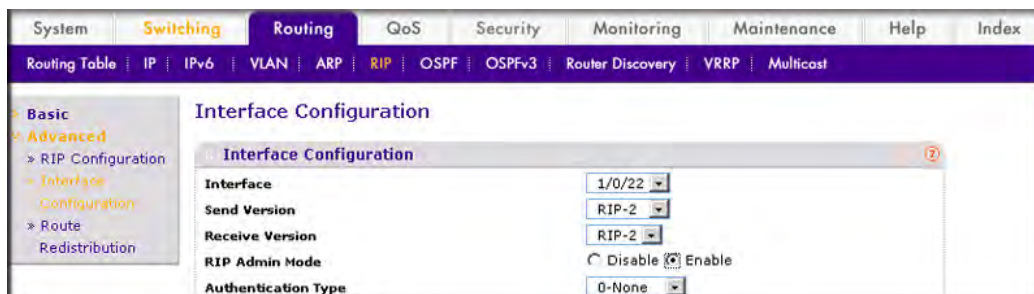 System Switching Routing QoS Security Monitoring Maintenance Help Index
Routing Table IP IPv6 VLAN ARP RIP OSPF OSPFv3 Router Discovery VRRP Multicast
Basic
Advanced
» RIP Configuration
» Interface
Configuration
» Route
Redistribution
Interface Configuration
Interface Configuration
Interface 1/0/22
Send Version RIP-2
Receive Version RIP-2
RIP Admin Mode Disable Enable
Authentication Type 0-None